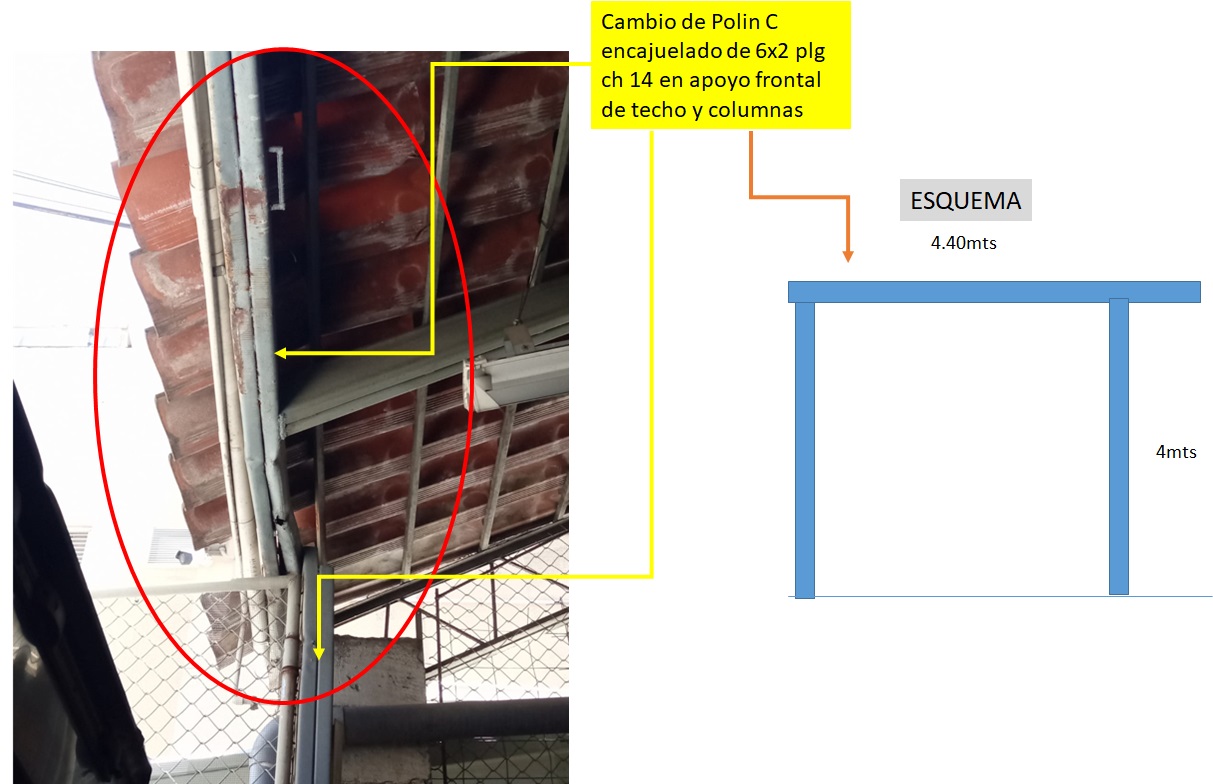 Cambio de Polin C
encajuelado de 6x2 plg
ch 14 en apoyo frontal
de techo y columnas
ESQUEMA
4.40mts
4mts